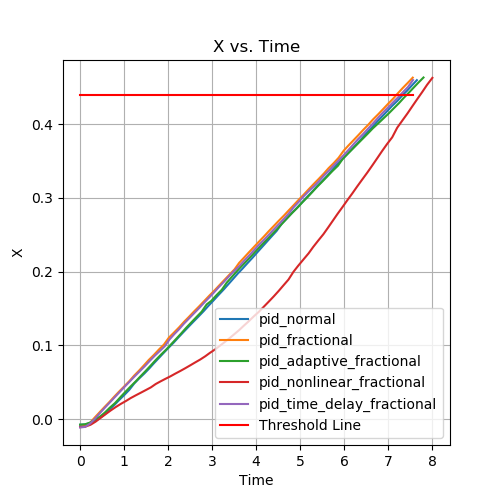 X vs. Time
X
0.4
0.3
0.2
0.1
0.0
pid_normal
pid_fractional
pid_adaptive_fractional
pid_nonlinear_fractional
pid_time_delay_fractional
Threshold Line
0 1 2 3 4 5 6 7 8
Time